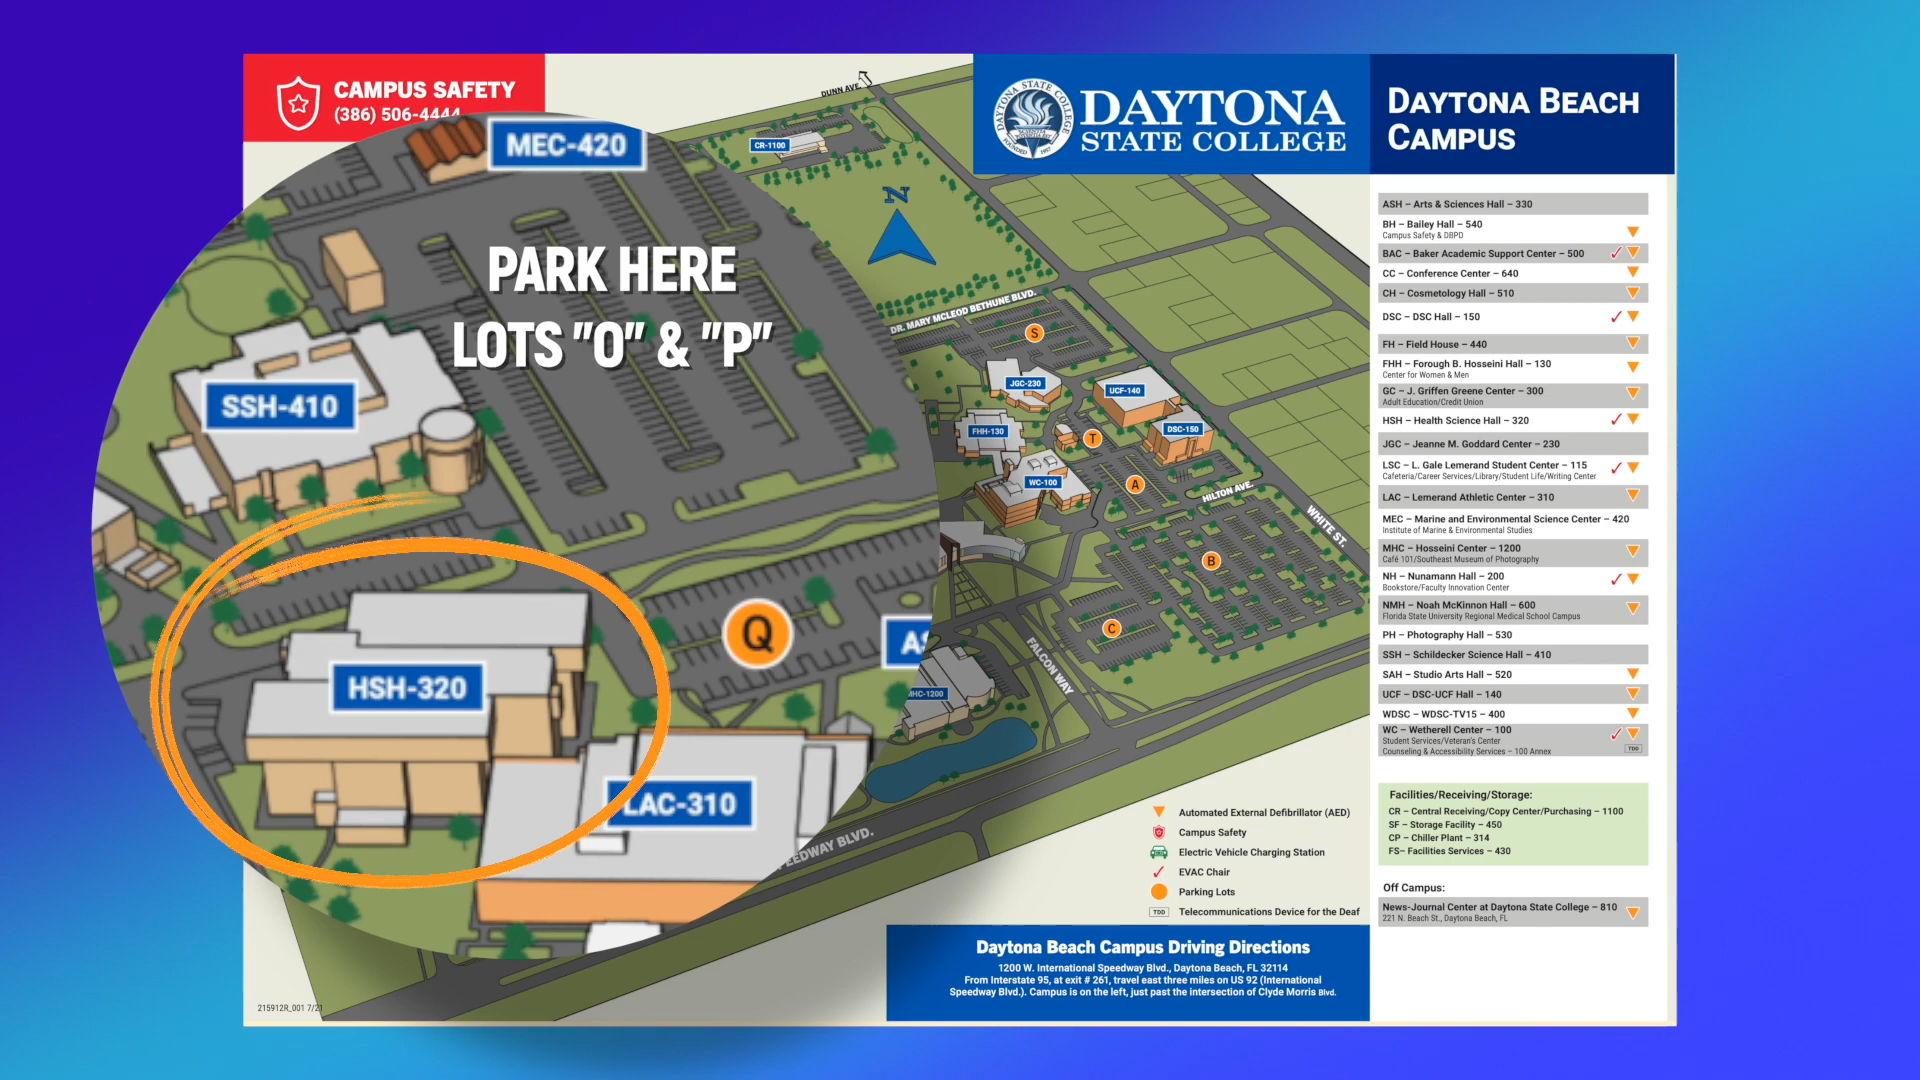 CAMPUS SAFETY
(386) 506-4444
DUNN AVE.
DAYTONA
STATE COLLEGE
DAYTONA STATE COLLEGE
FOUNDED 1957
DAYTONA BEACH
CAMPUS
MEC-420
CR-1100
N
PARK HERE
LOTS "O" & "P"
SSH-410
DR. MARY MCLEOD BETHUNE BLVD.
S
JGC-230
UCF-140
FHH-130
T
DSC-150
WC-100
A
HILTON AVE.
WHITE ST.
B
C
FALCON WAY
Q
AS
HSH-320
MHC-1200
LAC-310
PEEDWAY BLVD.
ASH – Arts & Sciences Hall – 330
BH – Bailey Hall – 540
Campus Safety & DBPD
BAC – Baker Academic Support Center – 500
CC – Conference Center – 640
CH – Cosmetology Hall – 510
DSC – DSC Hall – 150
FH – Field House – 440
FHH – Forough B. Hosseini Hall – 130
Center for Women & Men
GC – J. Griffen Greene Center – 300
Adult Education/Credit Union
HSH – Health Science Hall – 320
JGC – Jeanne M. Goddard Center – 230
LSC – L. Gale Lemerand Student Center – 115
Cafeteria/Career Services/Library/Student Life/Writing Center
LAC – Lemerand Athletic Center – 310
MEC – Marine and Environmental Science Center – 420
Institute of Marine & Environmental Studies
MHC – Hosseini Center – 1200
Café 101/Southeast Museum of Photography
NH – Nunamann Hall – 200
Bookstore/Faculty Innovation Center
NMH – Noah McKinnon Hall – 600
Florida State University Regional Medical School Campus
PH – Photography Hall – 530
SSH – Schildecker Science Hall – 410
SAH – Studio Arts Hall – 520
UCF – DSC-UCF Hall – 140
WDSC – WDSC-TV15 – 400
WC – Wetherell Center – 100
Student Services/Veteran's Center
Counseling & Accessibility Services – 100 Annex
TDD
Facilities/Receiving/Storage:
CR – Central Receiving/Copy Center/Purchasing – 1100
SF – Storage Facility – 450
CP – Chiller Plant – 314
FS– Facilities Services – 430
Off Campus:
News-Journal Center at Daytona State College – 810
221 N. Beach St., Daytona Beach, FL
Automated External Defibrillator (AED)
Campus Safety
Electric Vehicle Charging Station
EVAC Chair
Parking Lots
TDD Telecommunications Device for the Deaf
Daytona Beach Campus Driving Directions
1200 W. International Speedway Blvd., Daytona Beach, FL 32114
From Interstate 95, at exit # 261, travel east three miles on US 92 (International
Speedway Blvd.). Campus is on the left, just past the intersection of Clyde Morris Blvd.
215912R_001 7/21